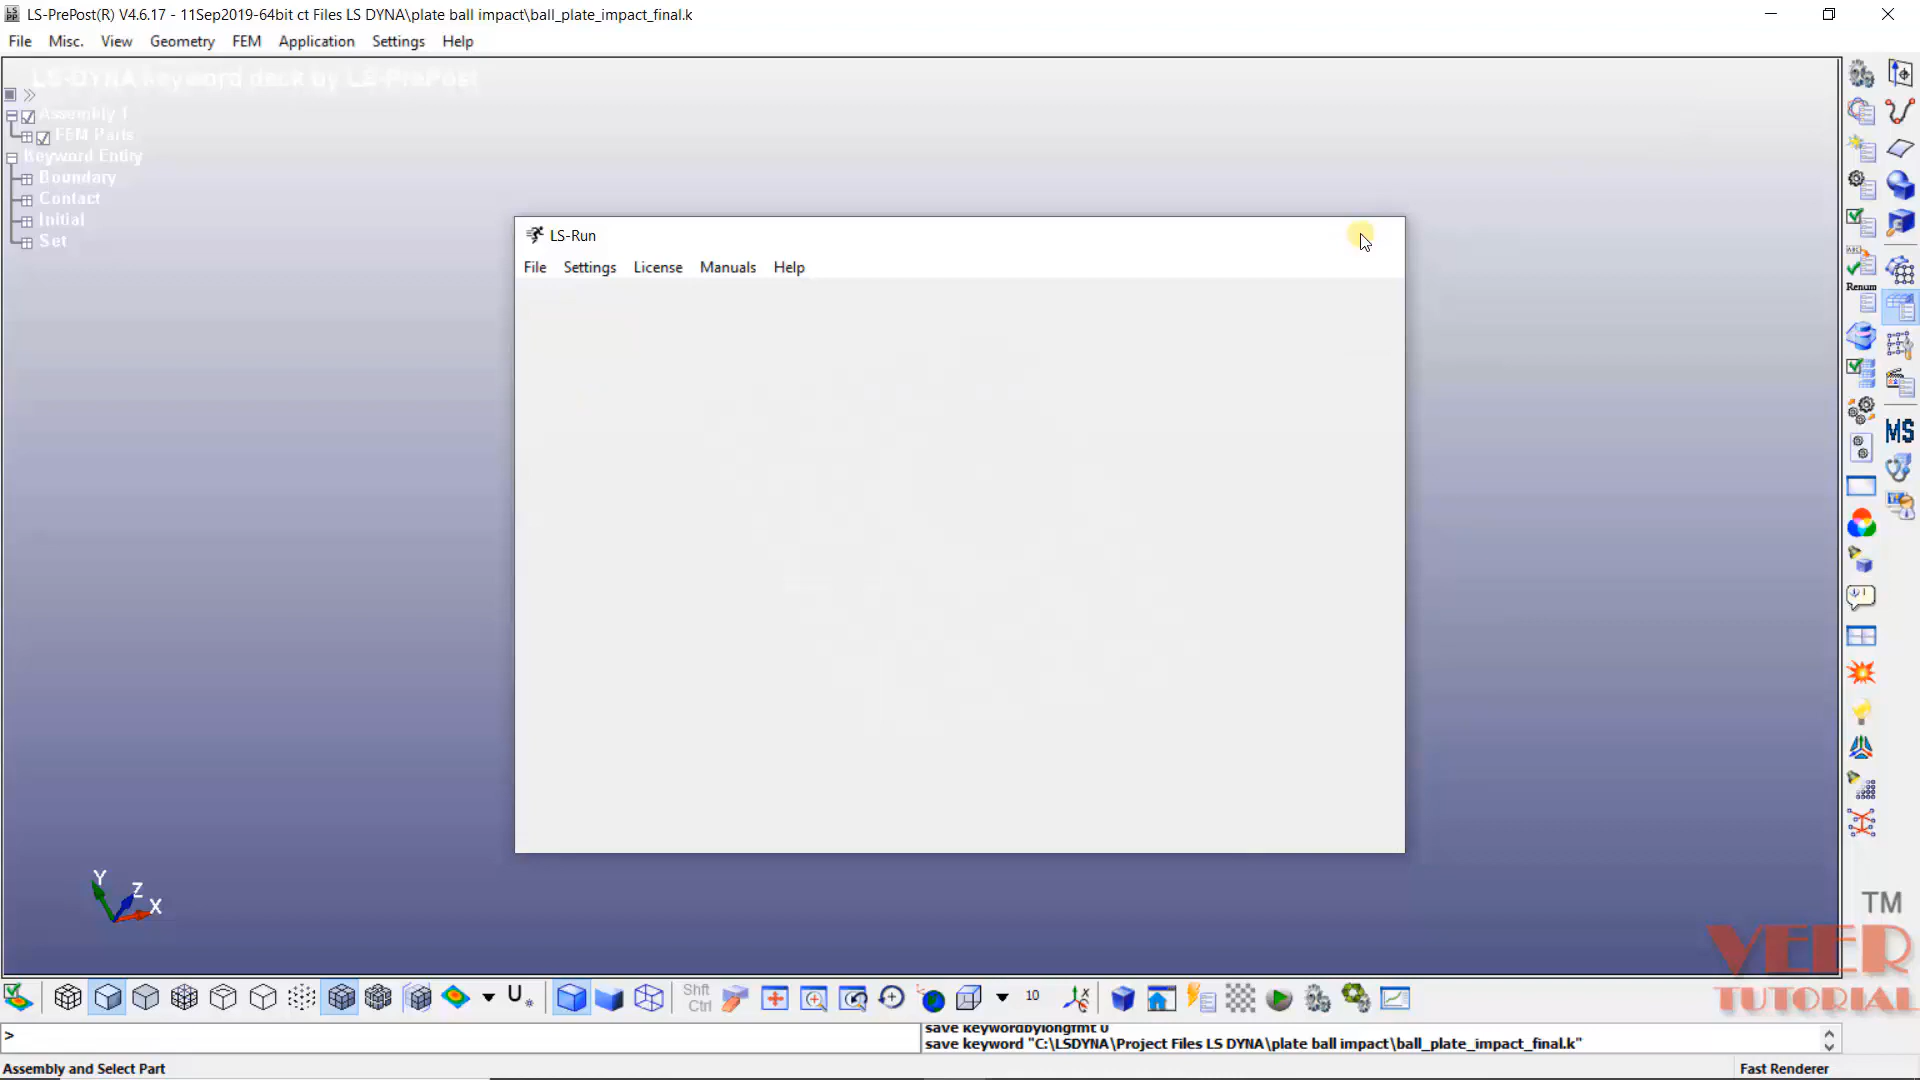 LS-PrePost(R) V4.6.17 - 11Sep2019-64bit ct Files LS DYNA\plate ball impact\ball_plate_impact_final.k
File Misc. View Geometry FEM Application Settings Help
LS-DYNA keyword deck by LS-PrePost
Assembly 1
FEM Parts
Keyword Entity
Boundary
Contact
Initial
Set
LS-Run
File Settings License Manuals Help
Renum
MS
Y
Z
X
TM
VEER
TUTORIAL
Shft
Ctrl
10
>
save keywordbylongfmt 0
save keyword "C:\LSDYNA\Project Files LS DYNA\plate ball impact\ball_plate_impact_final.k"
Assembly and Select Part
Fast Renderer